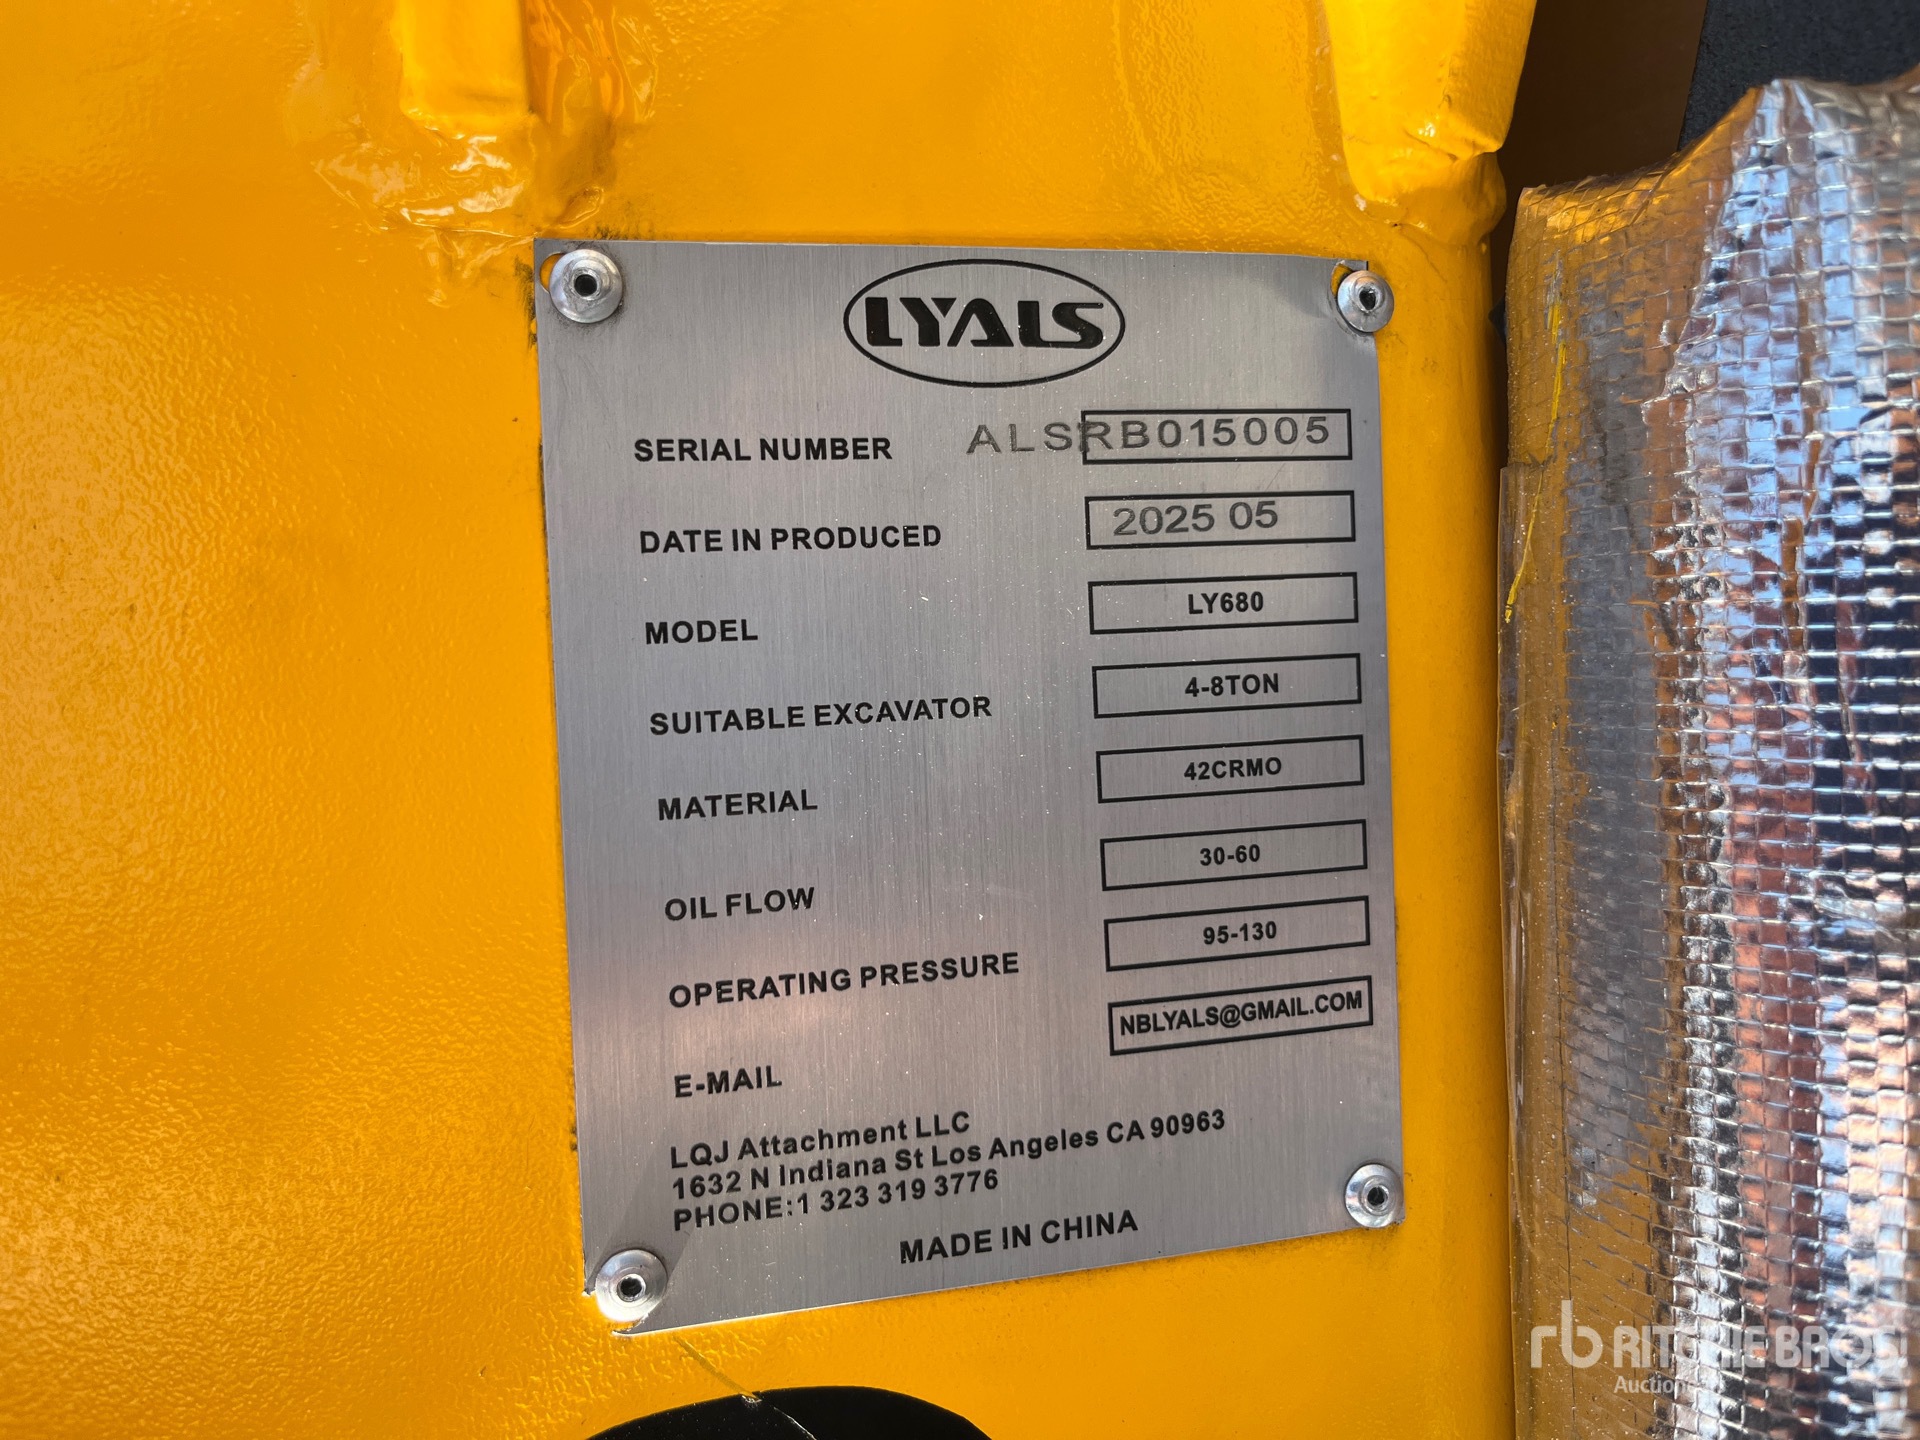 LYALS
SERIAL NUMBER ALSRB015005
DATE IN PRODUCED 2025 05
MODEL LY680
SUITABLE EXCAVATOR 4-8TON
MATERIAL 42CRMO
OIL FLOW 30-60
OPERATING PRESSURE 95-130
E-MAIL NBLYALS@GMAIL.COM
LQJ Attachment LLC
1632 N Indiana St Los Angeles CA 90963
PHONE:1 323 319 3776
MADE IN CHINA
rb RITCHIE BROS